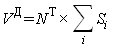 V^Д = N^Т × ∑_i S_i